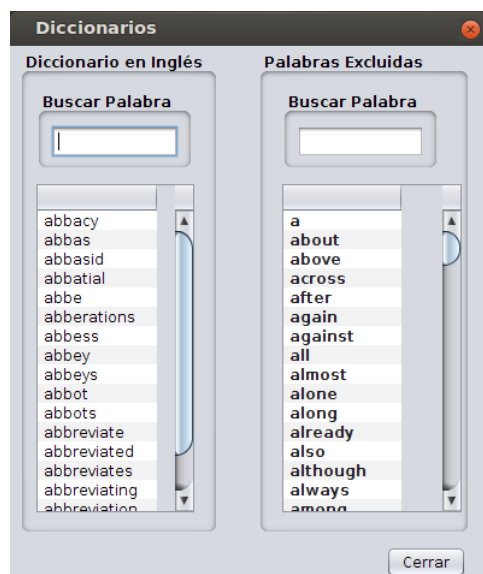 Diccionarios
Diccionario en Inglés
Buscar Palabra
abbacy
abbas
abbasid
abbatial
abbe
abberations
abbess
abbey
abbeys
abbot
abbots
abbreviate
abbreviated
abbreviates
abbreviating
abbreviation
Palabras Excluidas
Buscar Palabra
a
about
above
across
after
again
against
all
almost
alone
along
already
also
although
always
among
Cerrar